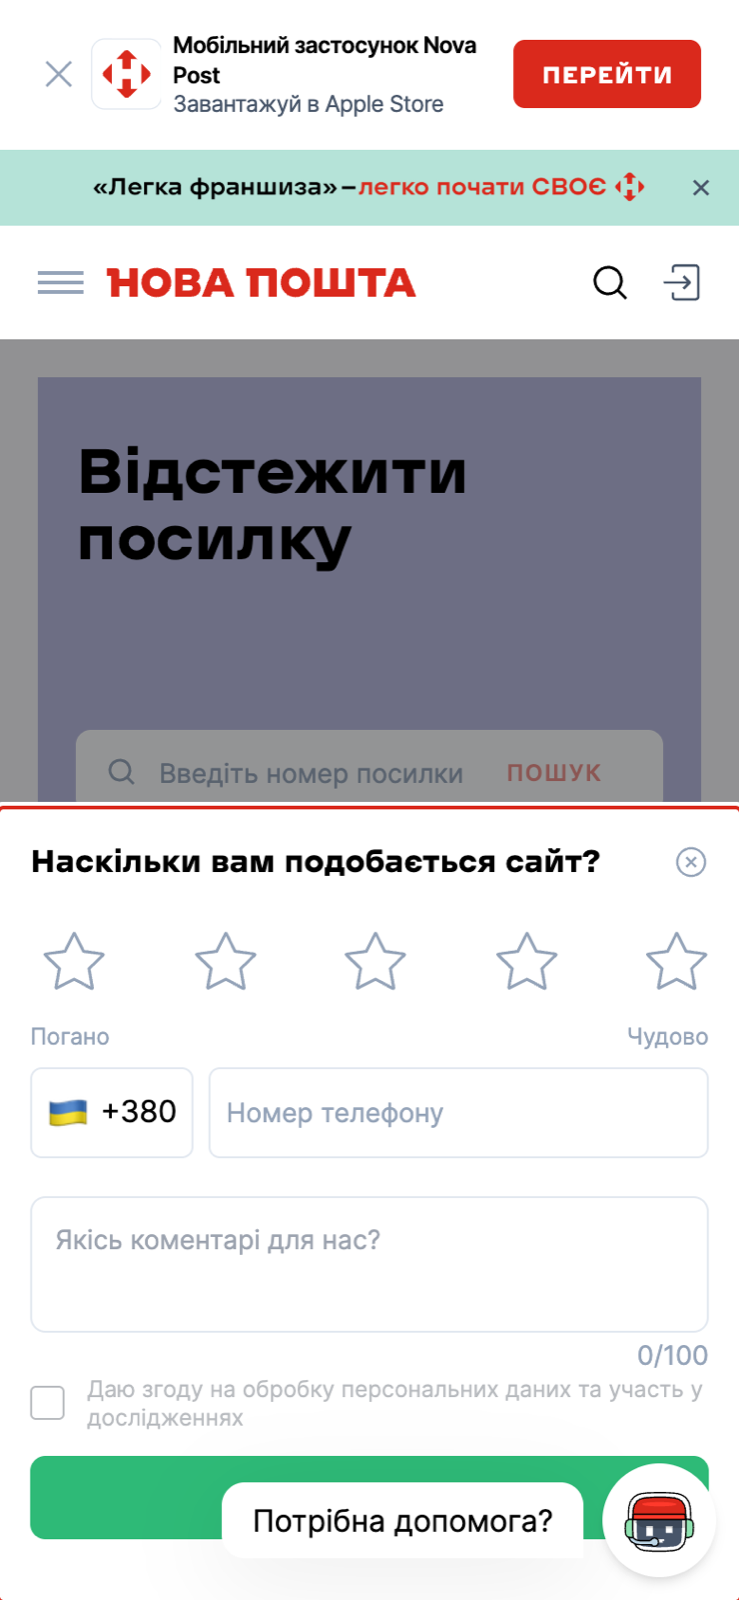 Мобільний застосунок Nova
Post
Завантажуй в Apple Store
ПЕРЕЙТИ
«Легка франшиза» – легко почати СВОЄ
НОВА ПОШТА
Відстежити
посилку
Введіть номер посилки
ПОШУК
Наскільки вам подобається сайт?
Погано
Чудово
+380
Номер телефону
Якісь коментарі для нас?
0/100
Даю згоду на обробку персональних даних та участь у
дослідженнях
Потрібна допомога?